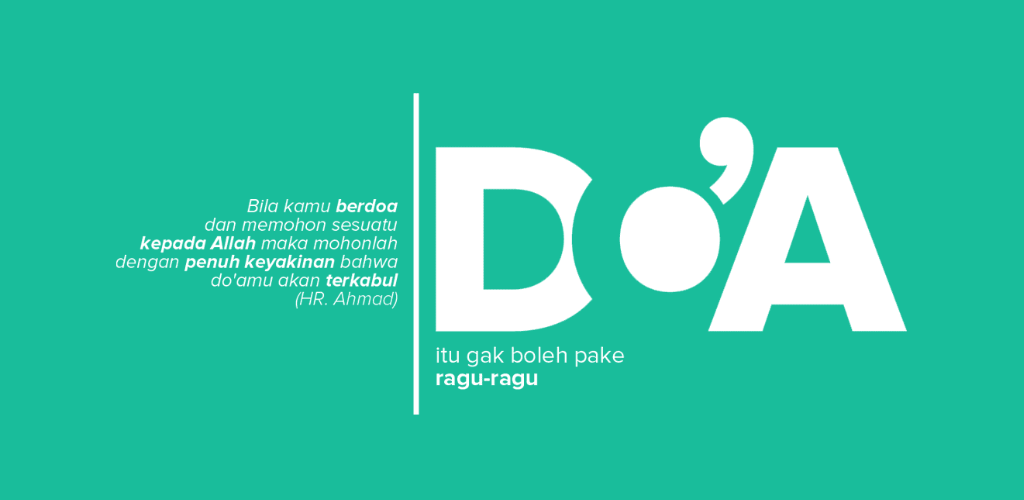 Bila kamu berdoa
dan memohon sesuatu
kepada Allah maka mohonlah
dengan penuh keyakinan bahwa
do'amu akan terkabul
(HR. Ahmad)
Do'A
itu gak boleh pake
ragu-ragu